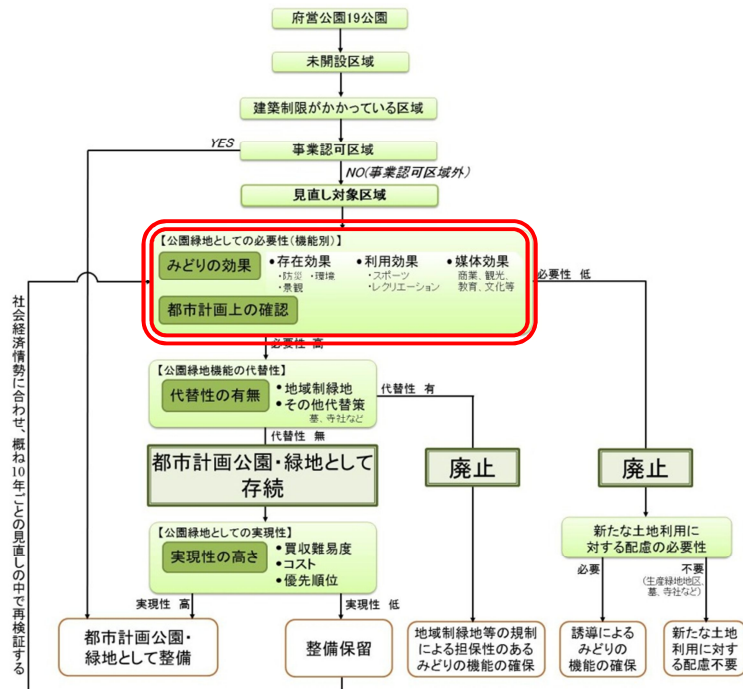 府営公園19公園
未開設区域
建築制限がかかっている区域
YES
事業認可区域
NO(事業認可区域外)
見直し対象区域
【公園緑地としての必要性(機能別)】
みどりの効果
●存在効果
・防災 ・環境
・景観
●利用効果
・スポーツ
・レクリエーション
●媒体効果
商業、観光、
教育、文化等
都市計画上の確認
必要性 低
必要性 高
【公園緑地機能の代替性】
代替性の有無
●地域制緑地
●その他代替策
墓、寺社など
代替性 有
代替性 無
都市計画公園・緑地として
存続
廃止
廃止
【公園緑地としての実現性】
実現性の高さ
●買収難易度
●コスト
●優先順位
新たな土地利用に
対する配慮の必要性
必要
不要
(生産緑地地区、
墓、寺社など)
実現性 高
実現性 低
都市計画公園・
緑地として整備
整備保留
地域制緑地等の規制
による担保性のある
みどりの機能の確保
誘導による
みどりの
機能の確保
新たな土地
利用に対す
る配慮不要
社会経済情勢に合わせ、概ね10年ごとの見直しの中で再検証する